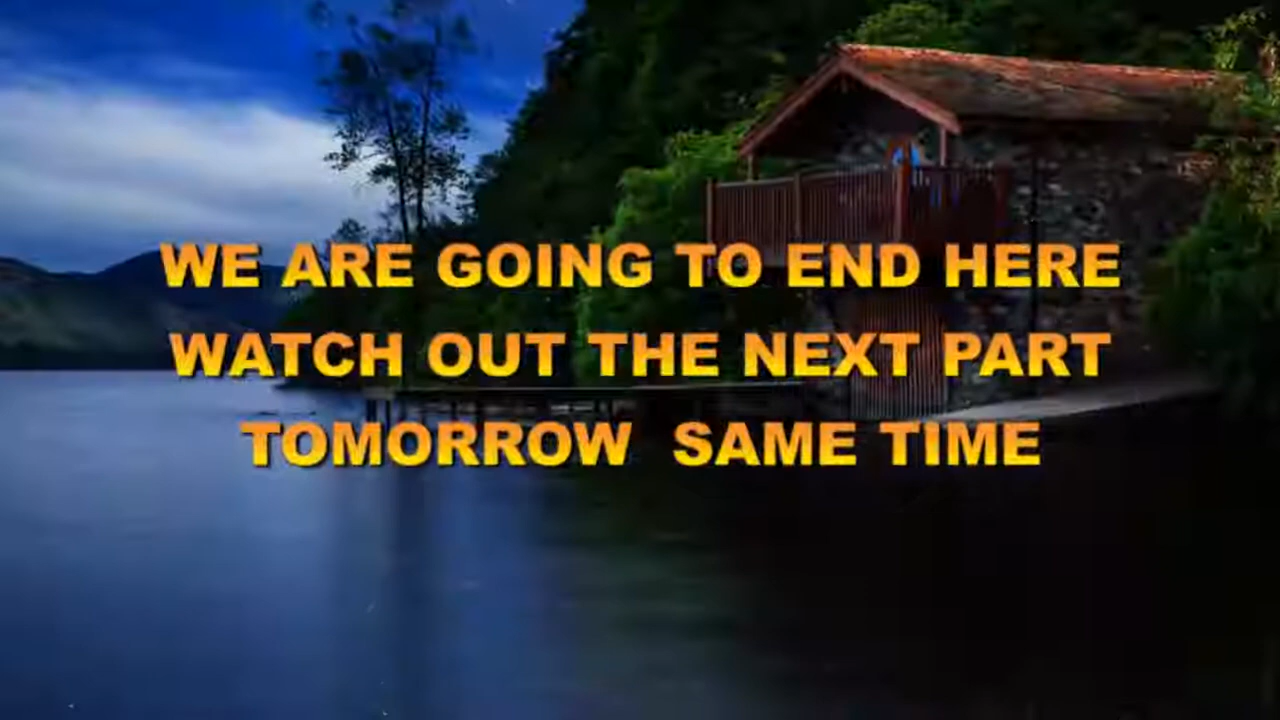 WE ARE GOING TO END HERE
WATCH OUT THE NEXT PART
TOMORROW  SAME TIME